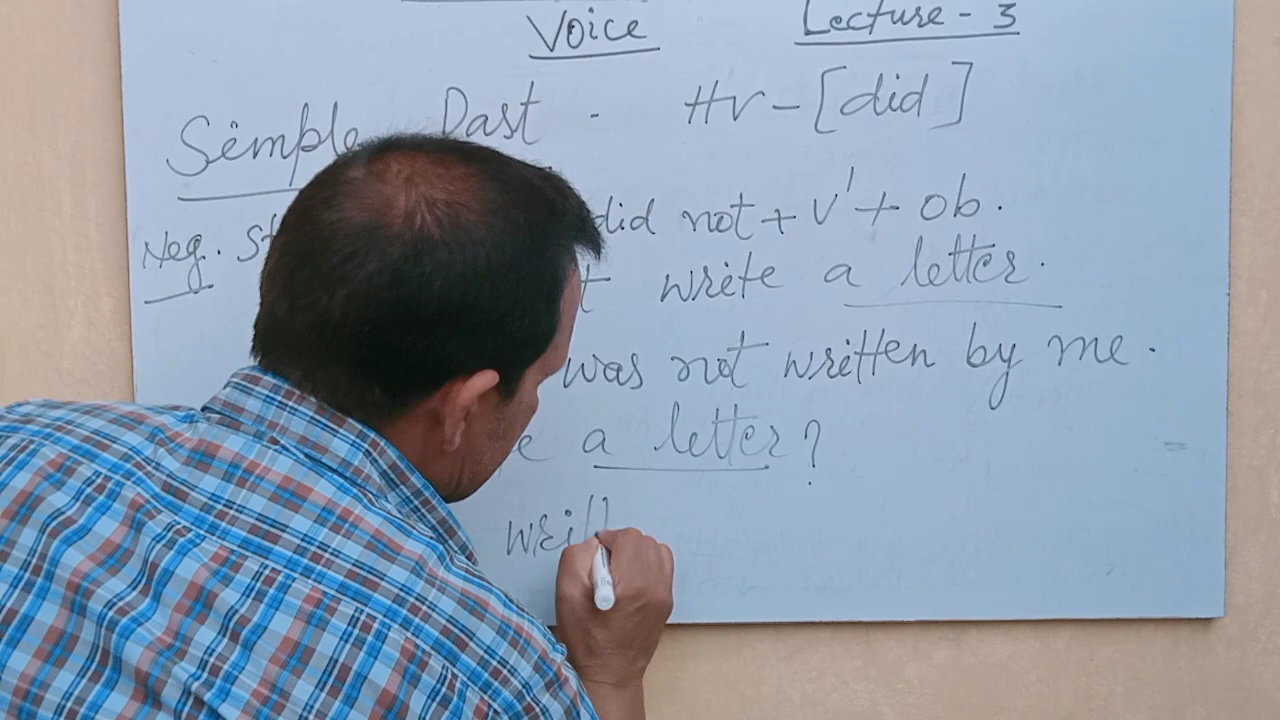 Voice Lecture - 3
Simple Past - HV - [did]
Neg. St did not + V' + ob.
t write a letter.
was not written by me.
e a letter?
writt